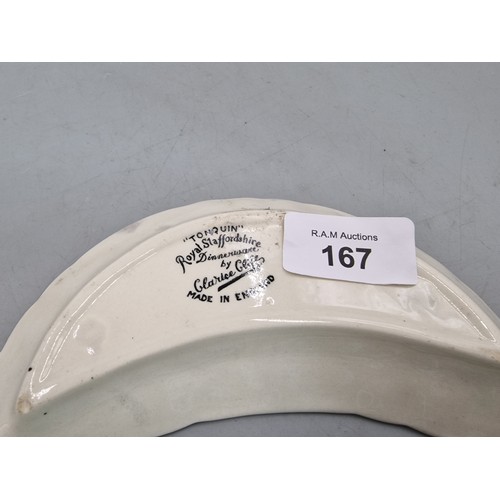 "TONQUIN"
Royal Staffordshire
Dinnerware
by
Clarice Cliff
MADE IN ENGLAND
R.A.M Auctions
167